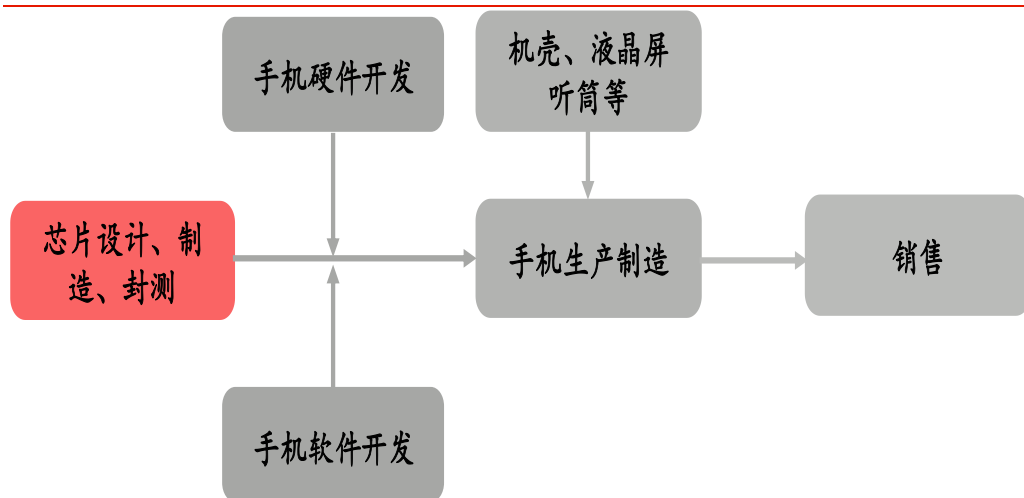 手机硬件开发
机壳、液晶屏
听筒等
芯片设计、制
造、封测
手机生产制造
销售
手机软件开发